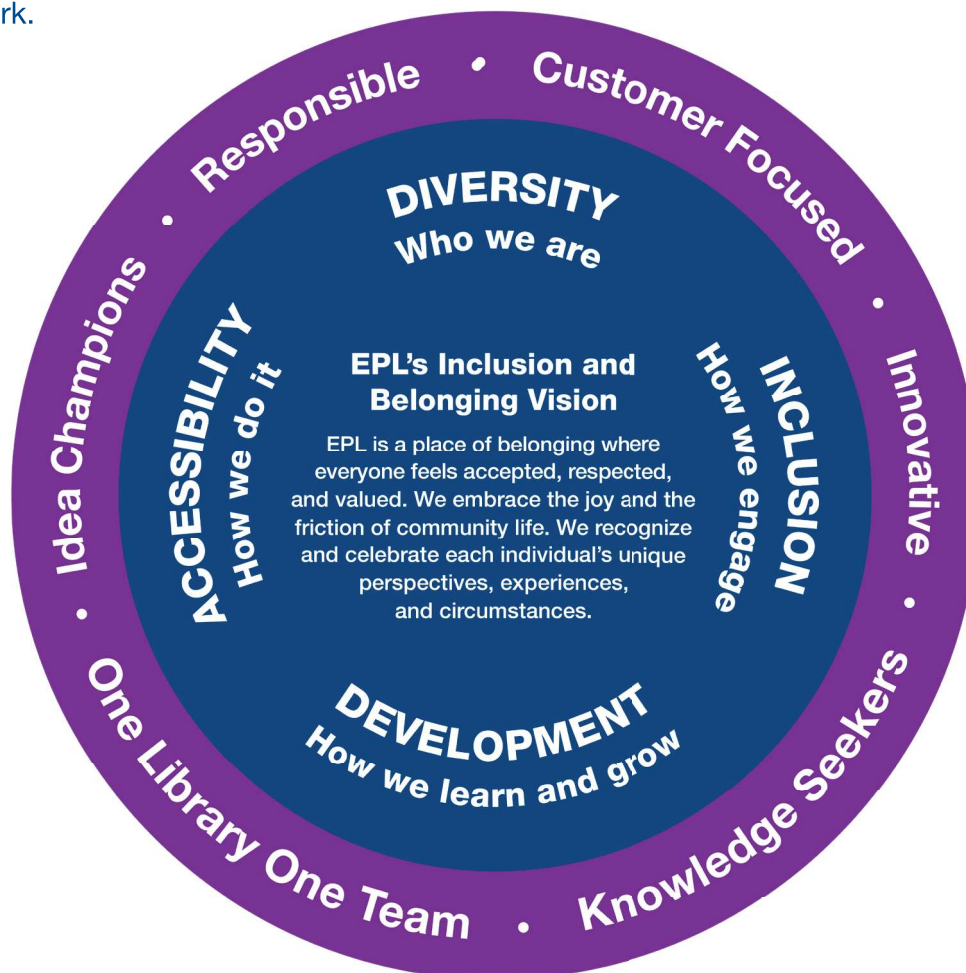 rk.
Responsible • Customer Focused • Innovative • Knowledge Seekers • One Library One Team • Idea Champions •
DIVERSITY
Who we are
INCLUSION
How we engage
DEVELOPMENT
How we learn and grow
ACCESSIBILITY
How we do it
EPL’s Inclusion and
Belonging Vision
EPL is a place of belonging where
everyone feels accepted, respected,
and valued. We embrace the joy and the
friction of community life. We recognize
and celebrate each individual’s unique
perspectives, experiences,
and circumstances.